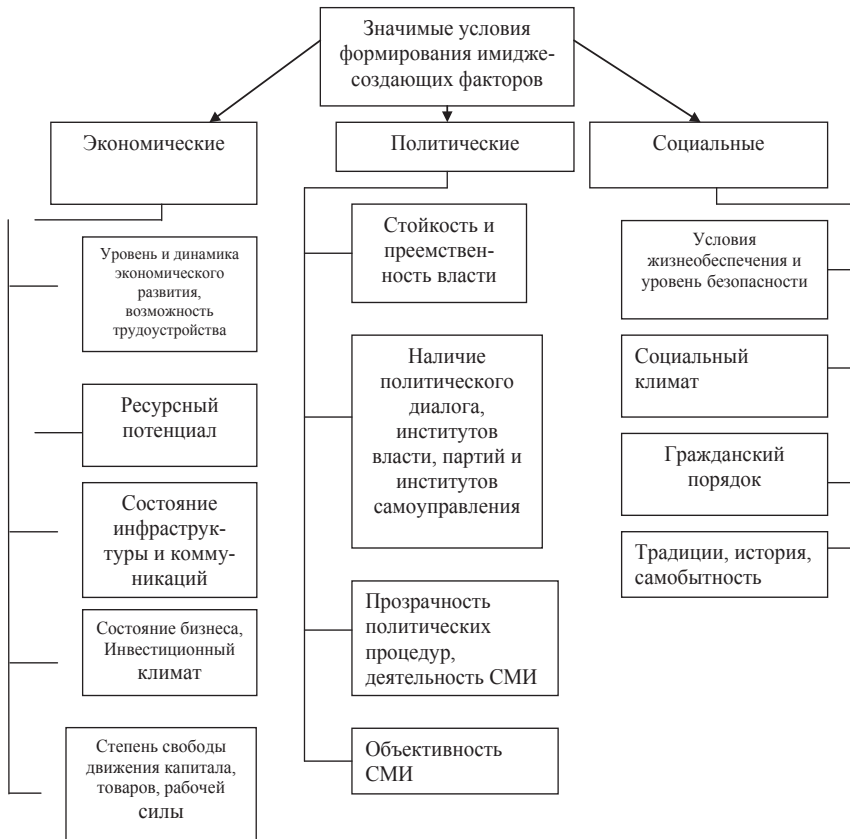 Значимые условия
формирования имидже-
создающих факторов
Экономические
Политические
Социальные
Уровень и динамика
экономического
развития,
возможность
трудоустройства
Ресурсный
потенциал
Состояние
инфраструк-
туры и комму-
никаций
Состояние бизнеса,
Инвестиционный
климат
Степень свободы
движения капитала,
товаров, рабочей
силы
Стойкость и
преемствен-
ность власти
Наличие
политического
диалога,
институтов
власти, партий и
институтов
самоуправления
Прозрачность
политических
процедур,
деятельность СМИ
Объективность
СМИ
Условия
жизнеобеспечения и
уровень безопасности
Социальный
климат
Гражданский
порядок
Традиции, история,
самобытность